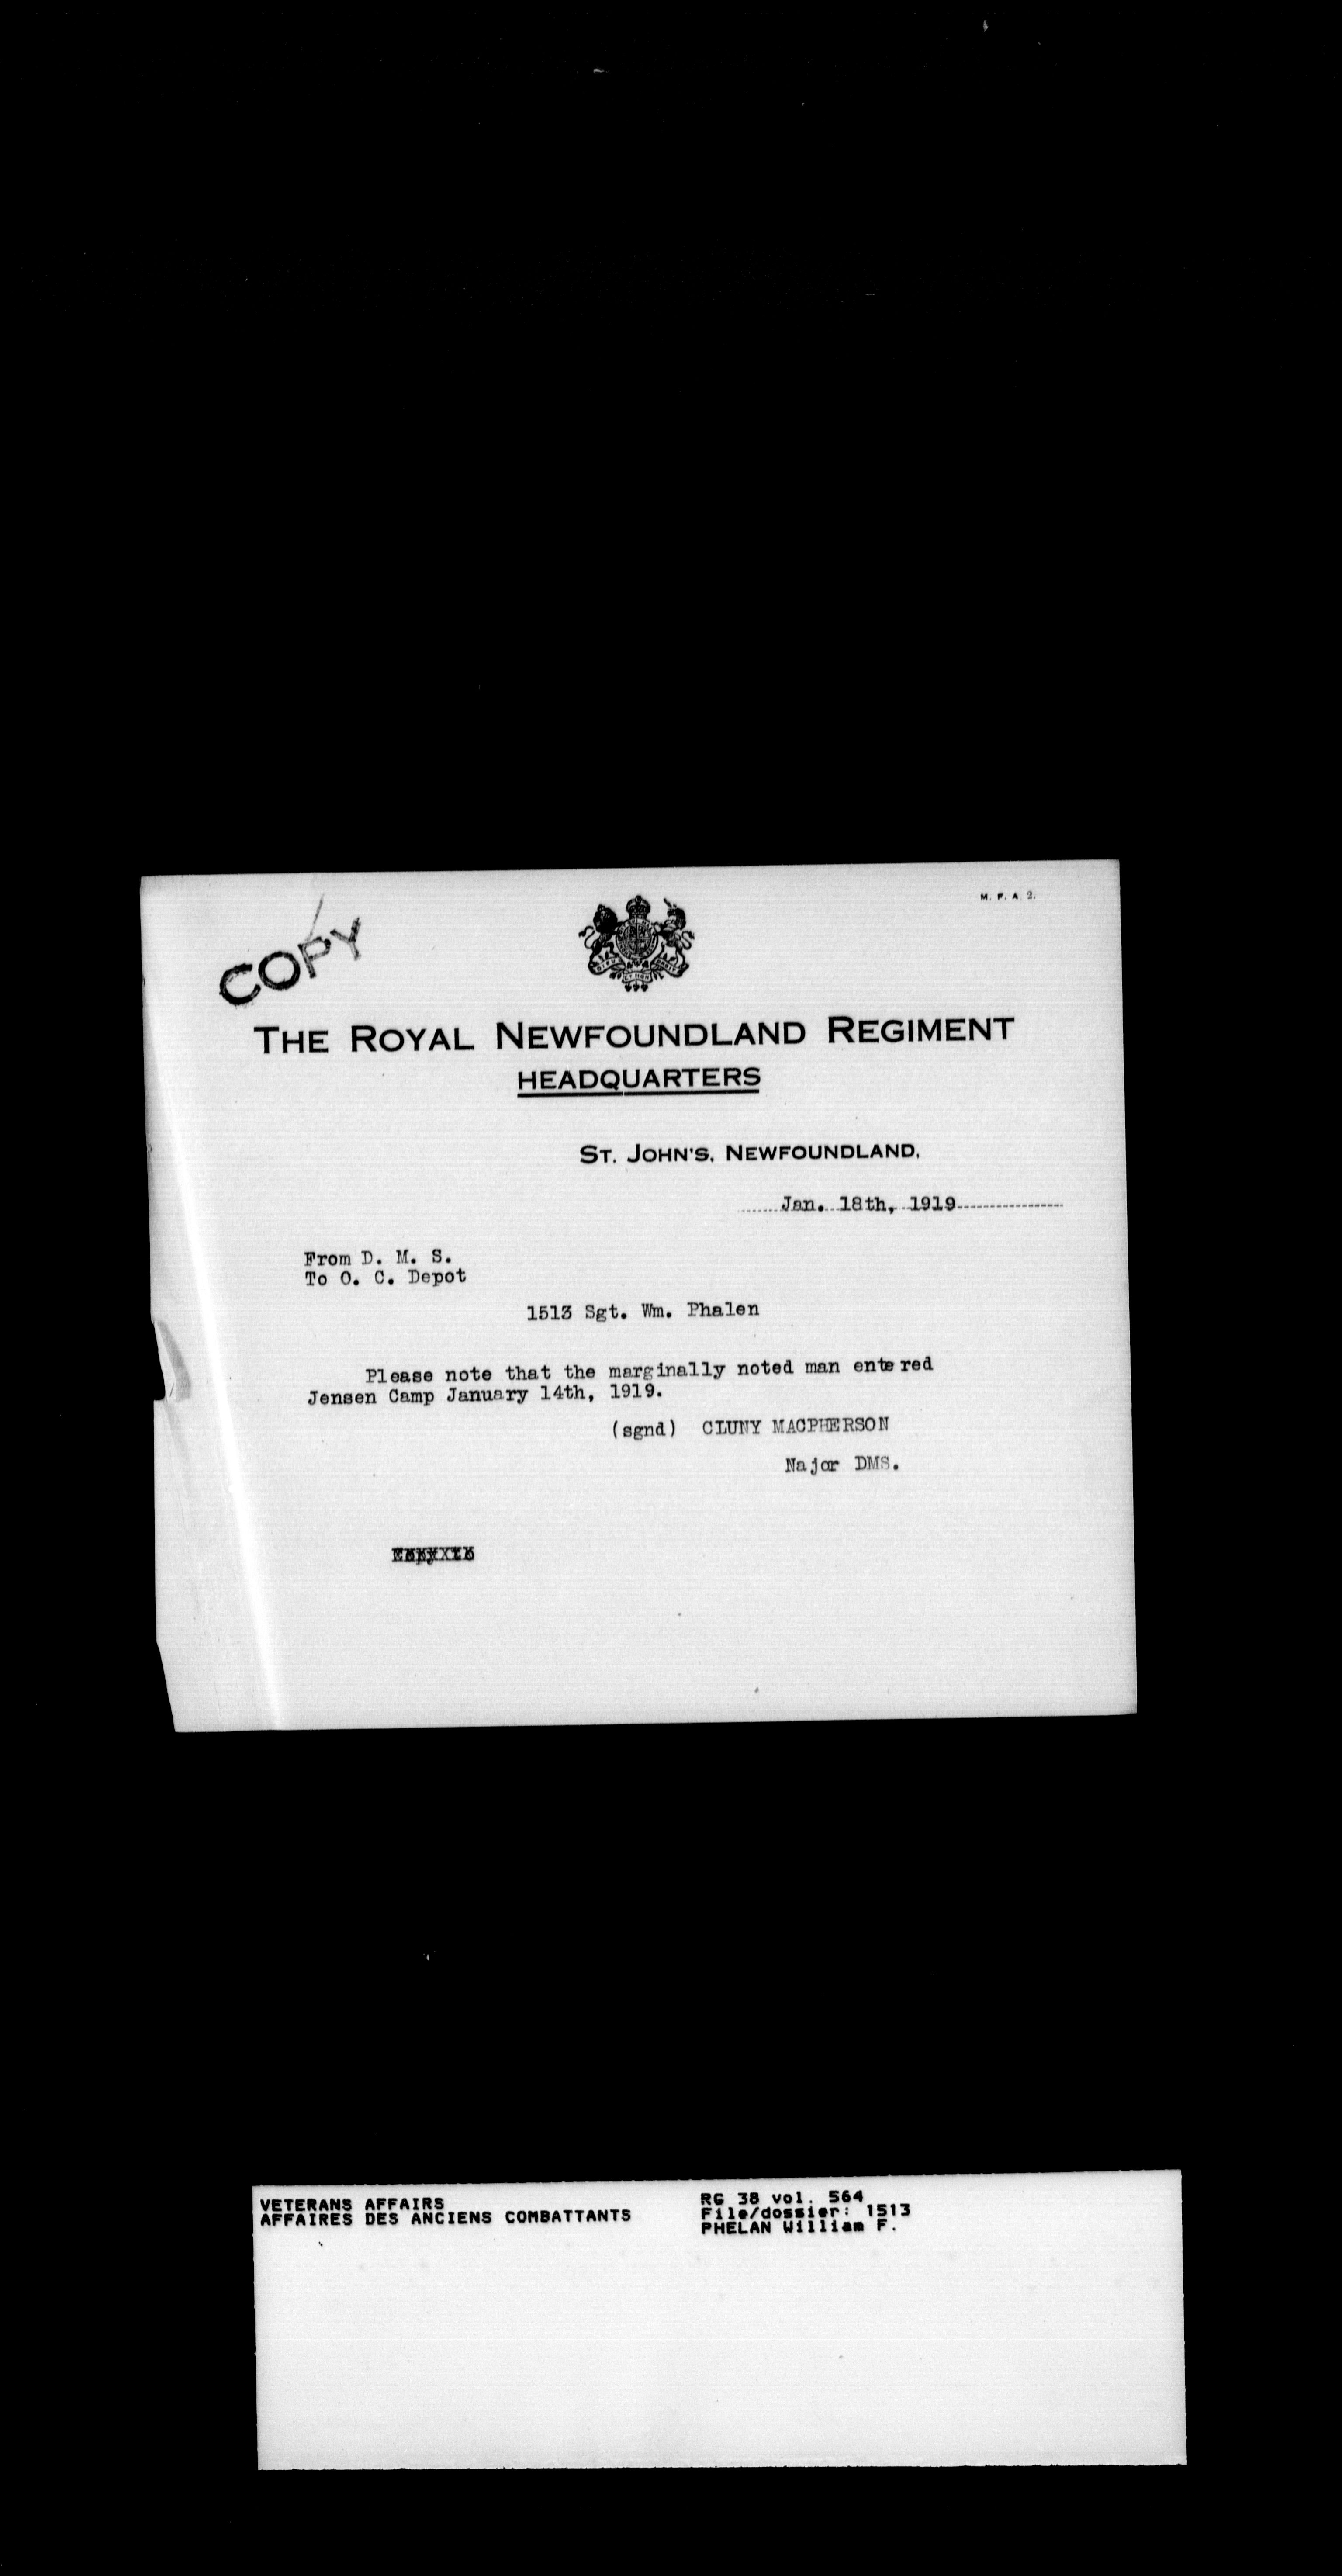 COPY
M. F. A. 2.
THE ROYAL NEWFOUNDLAND REGIMENT
HEADQUARTERS
ST. JOHN'S, NEWFOUNDLAND,
Jan. 18th, 1919
From D. M. S.
To O. C. Depot
1513 Sgt. Wm. Phalen
Please note that the marginally noted man entered
Jensen Camp January 14th, 1919.
(sgnd) CLUNY MACPHERSON
Najor DMS.
VETERANS AFFAIRS
AFFAIRES DES ANCIENS COMBATTANTS
RG 38 vol. 564
File/dossier: 1513
PHELAN William F.